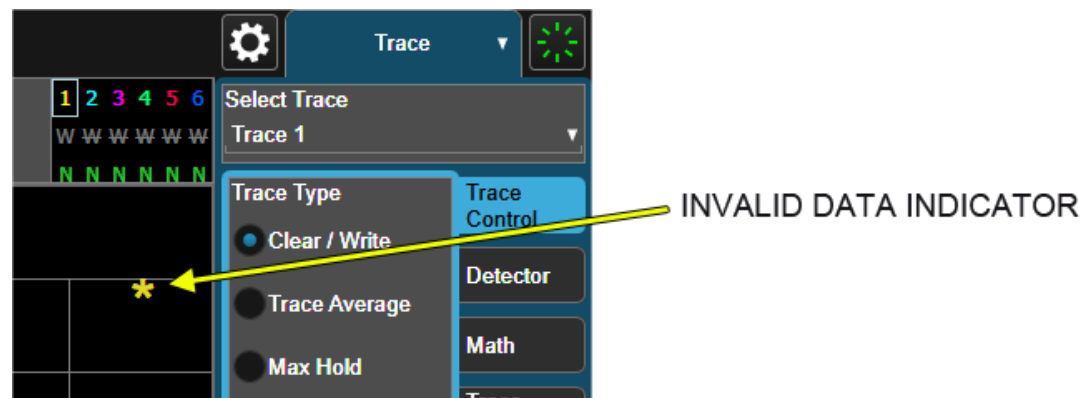 Trace
1 2 3 4 5 6
W W W W W W
N N N N N N
Select Trace
Trace 1
Trace Type
Clear / Write
Trace Average
Max Hold
Trace
Control
Detector
Math
*
INVALID DATA INDICATOR